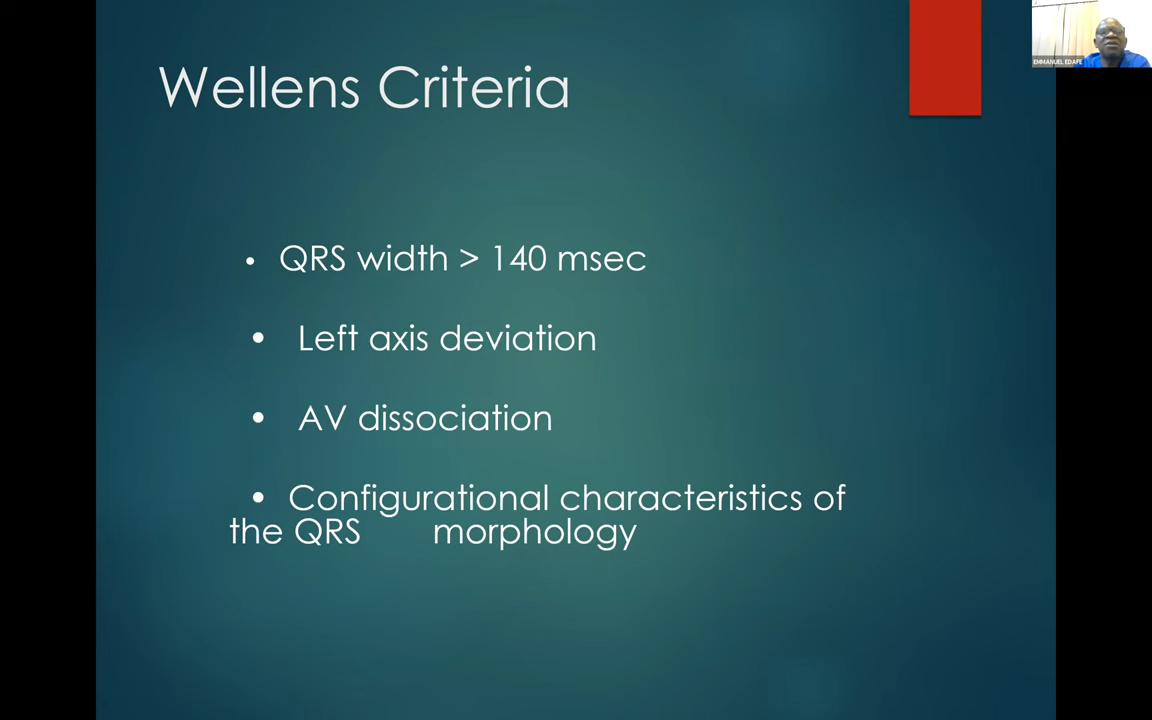 Wellens Criteria
EMMANUEL EDAFE
• QRS width > 140 msec
• Left axis deviation
• AV dissociation
• Configurational characteristics of
the QRS morphology